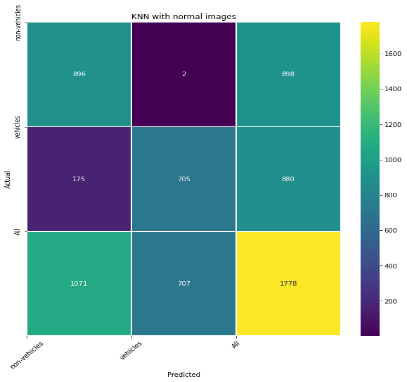 KNN with normal images
non-vehicles
896
2
898
vehicles
175
705
880
All
1071
707
1778
Actual
non-vehicles
vehicles
All
Predicted
1600
1400
1200
1000
800
600
400
200